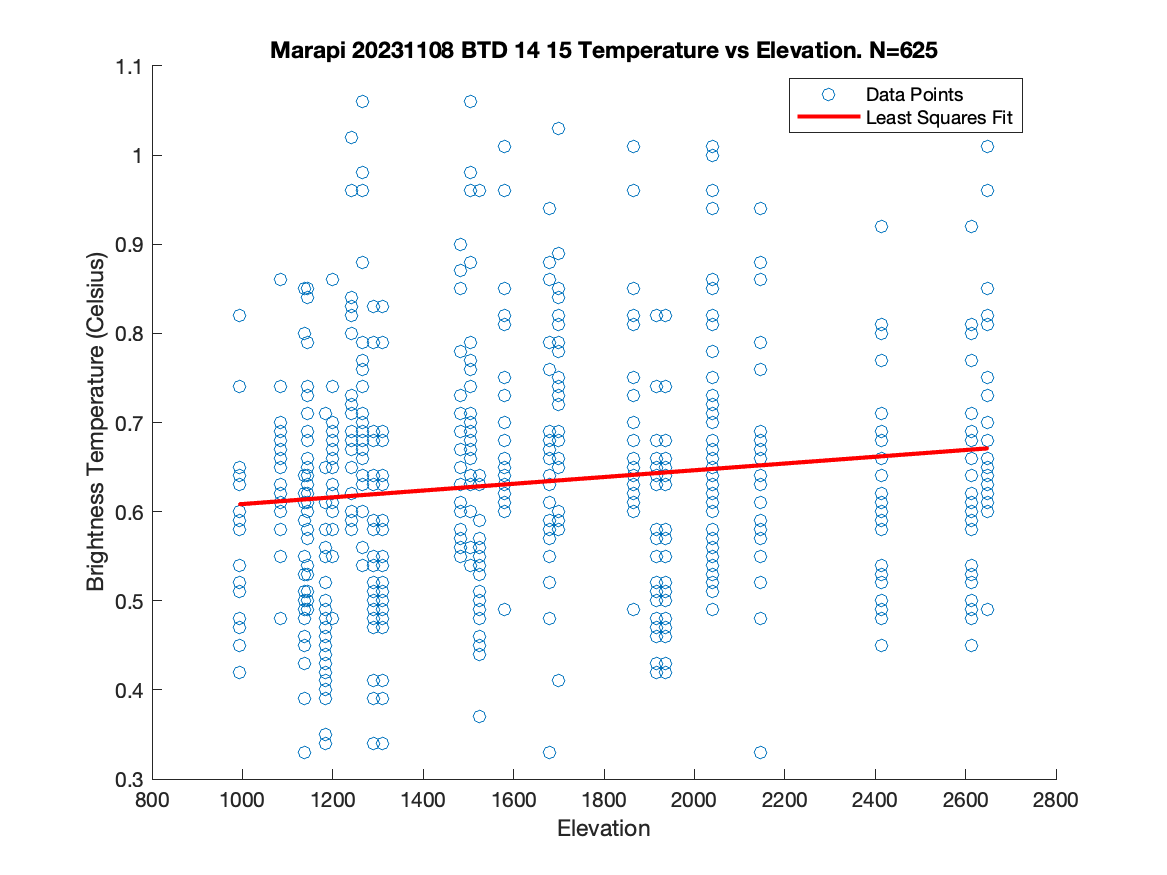 Marapi 20231108 BTD 14 15 Temperature vs Elevation. N=625
Data Points
Least Squares Fit
Brightness Temperature (Celsius)
1.1
1
0.9
0.8
0.7
0.6
0.5
0.4
0.3
800 1000 1200 1400 1600 1800 2000 2200 2400 2600 2800
Elevation